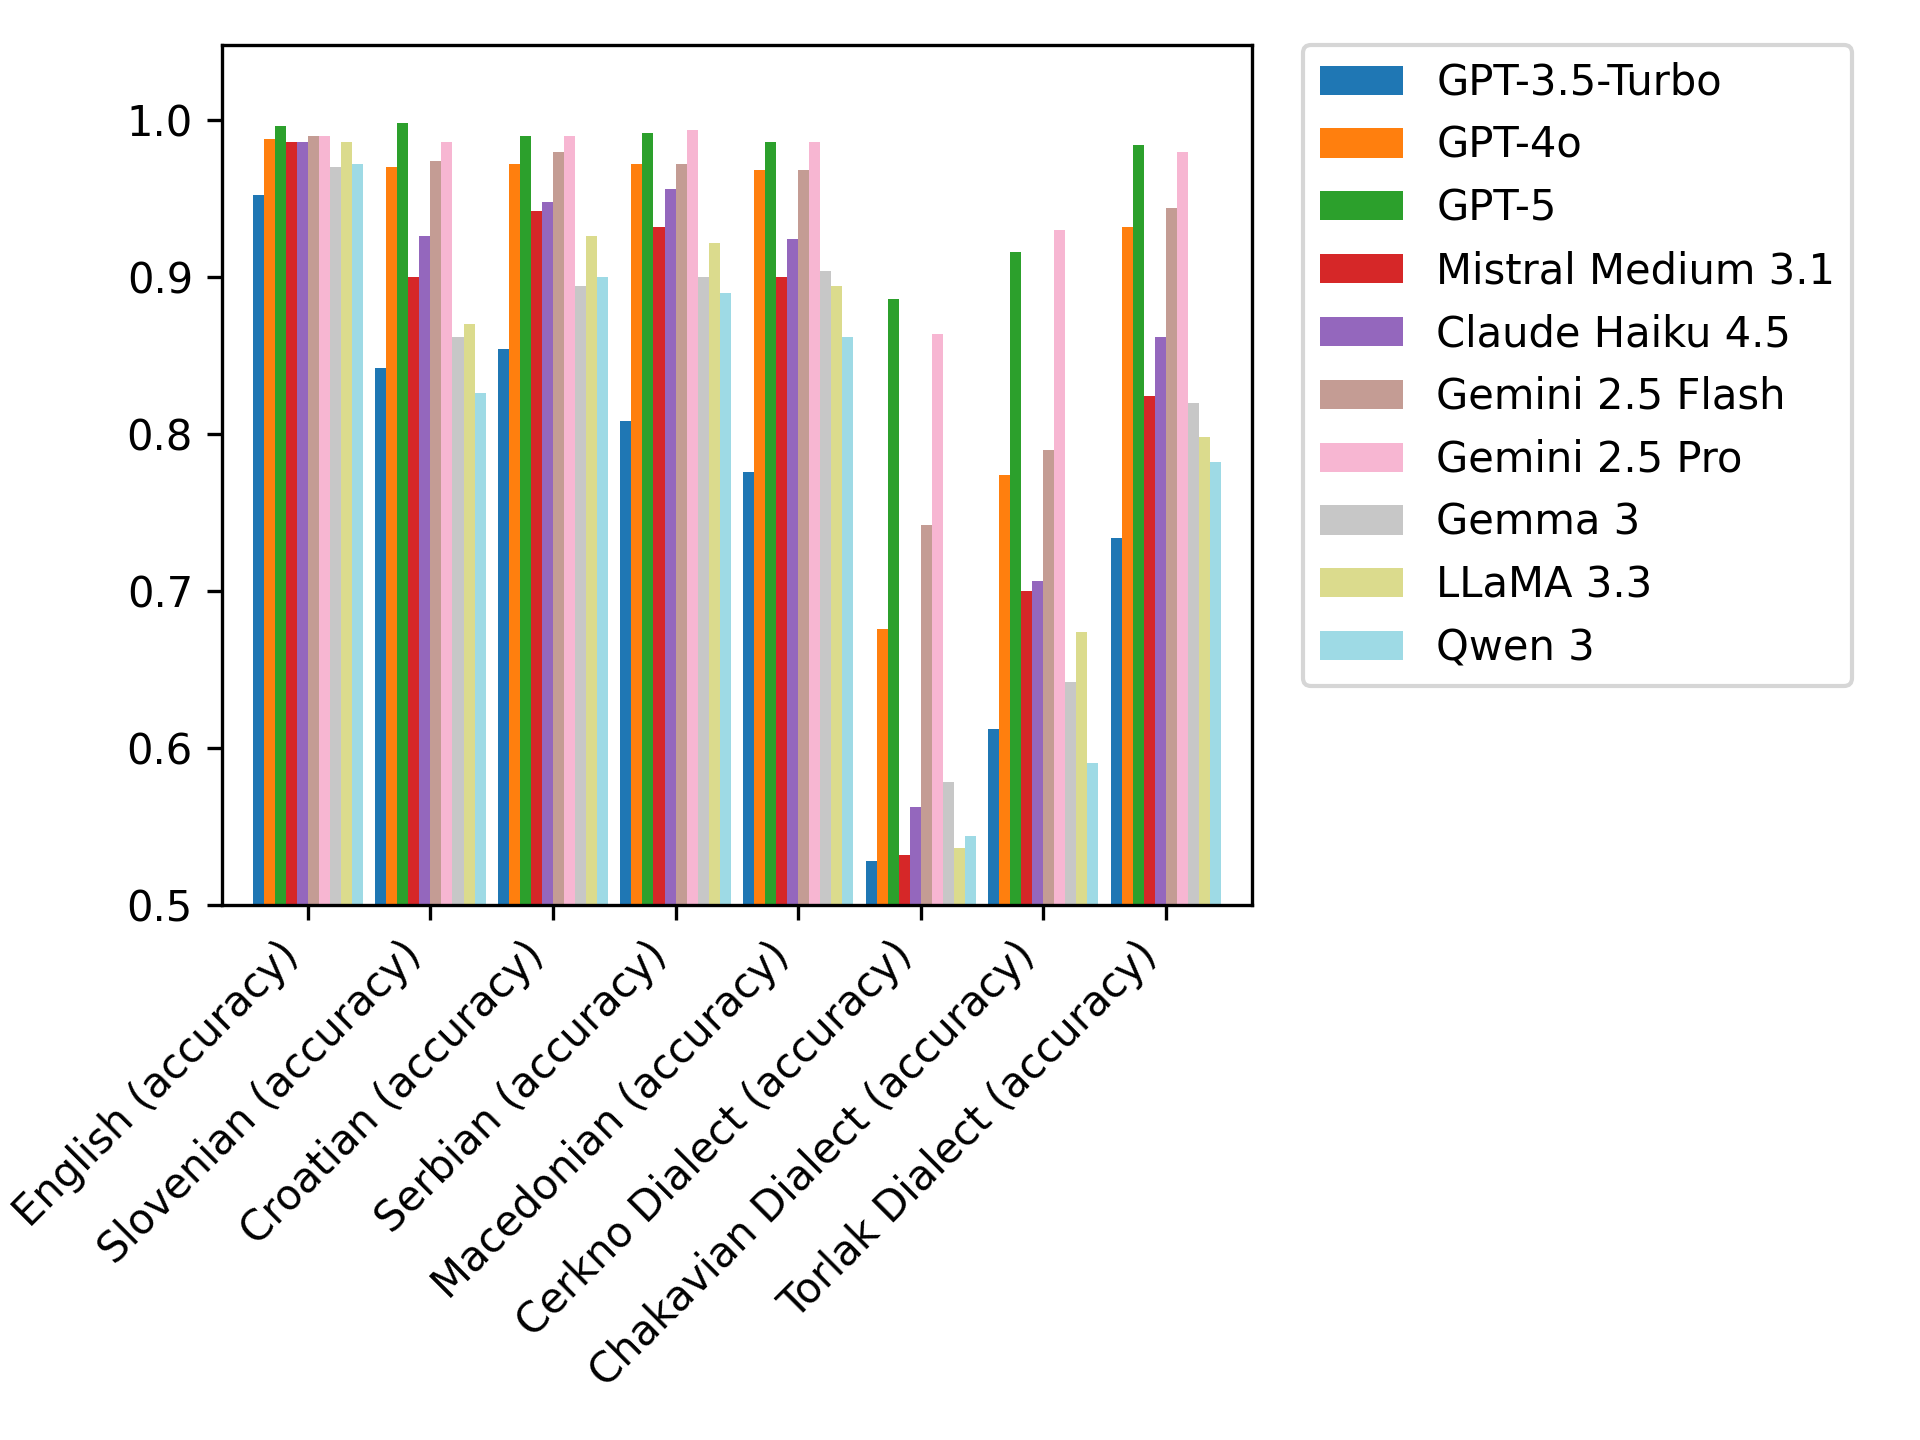 1.0
0.9
0.8
0.7
0.6
0.5
English (accuracy)
Slovenian (accuracy)
Croatian (accuracy)
Serbian (accuracy)
Macedonian (accuracy)
Cerkno Dialect (accuracy)
Chakavian Dialect (accuracy)
Torlak Dialect (accuracy)
GPT-3.5-Turbo
GPT-4o
GPT-5
Mistral Medium 3.1
Claude Haiku 4.5
Gemini 2.5 Flash
Gemini 2.5 Pro
Gemma 3
LLaMA 3.3
Qwen 3